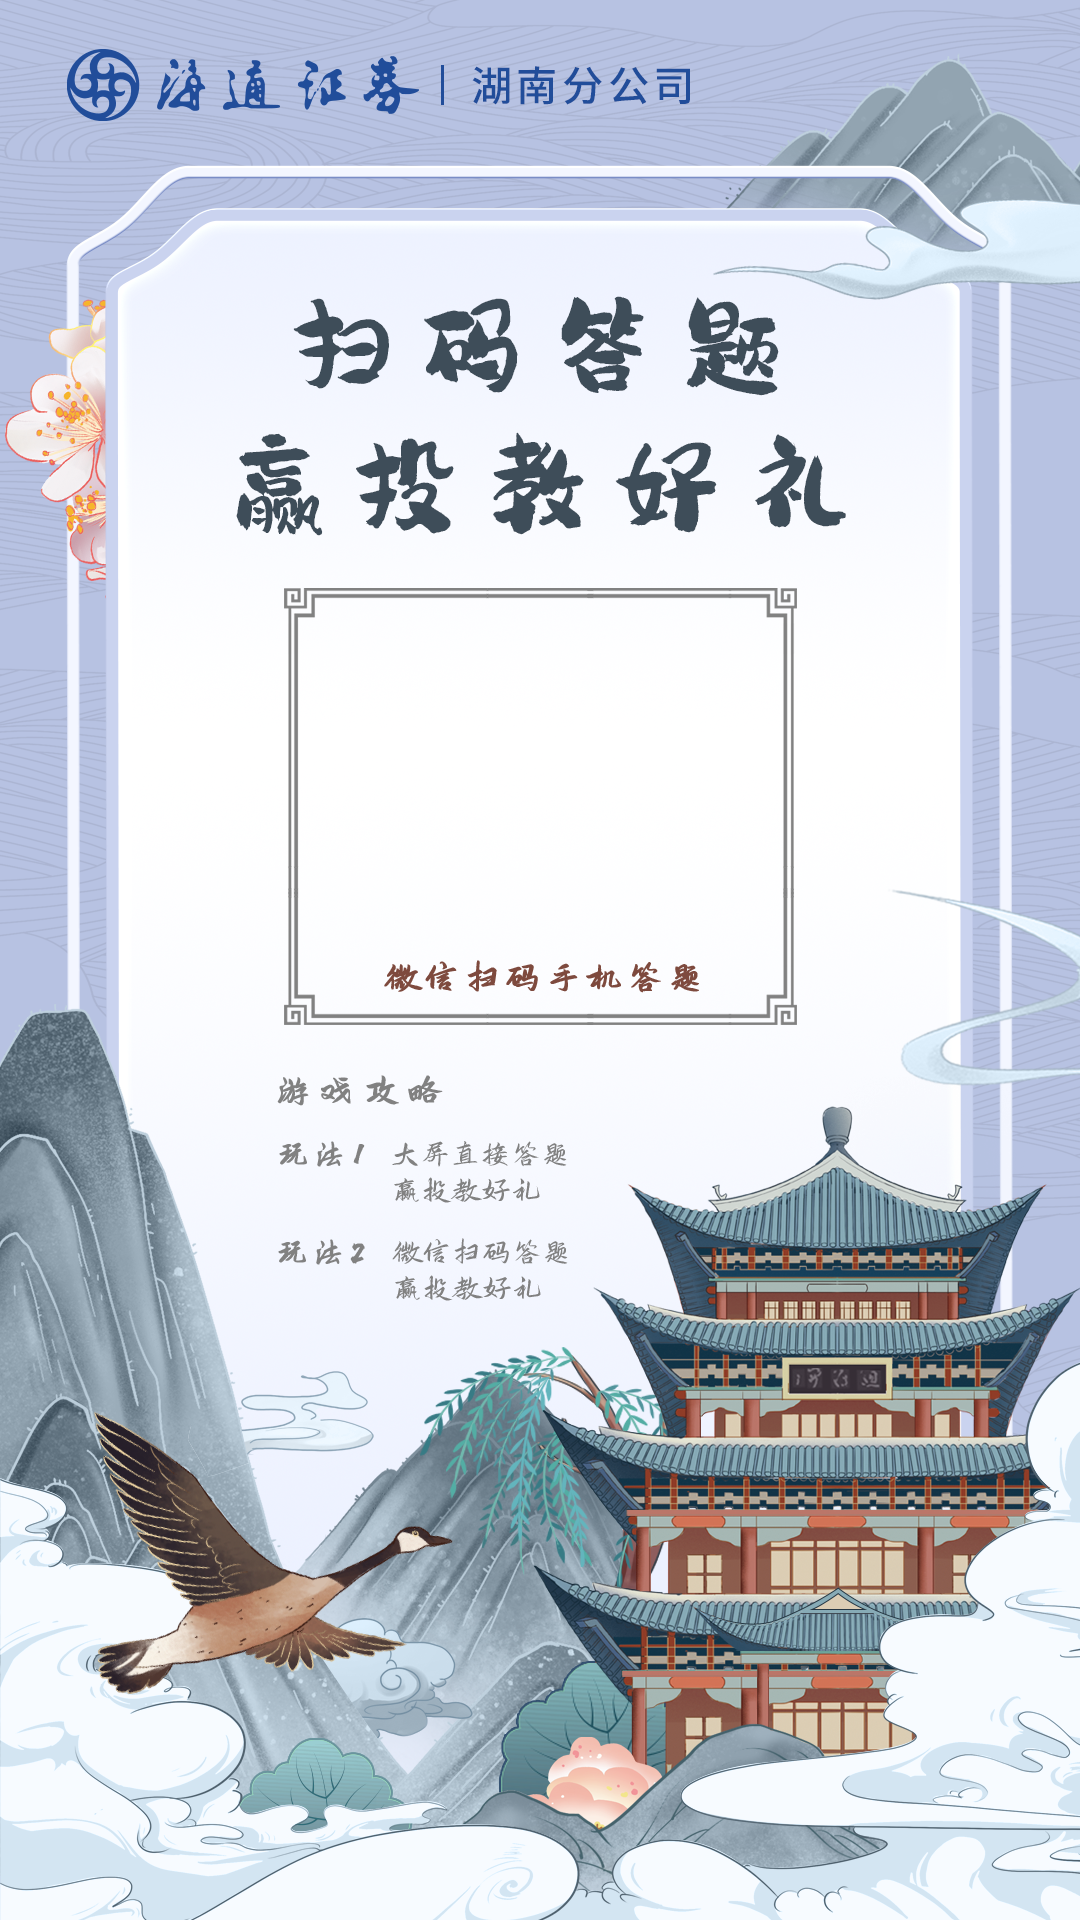 海通证券 | 湖南分公司
扫码答题
赢投教好礼
微信扫码手机答题
游戏攻略
玩法1 大屏直接答题
赢投教好礼
玩法2 微信扫码答题
赢投教好礼